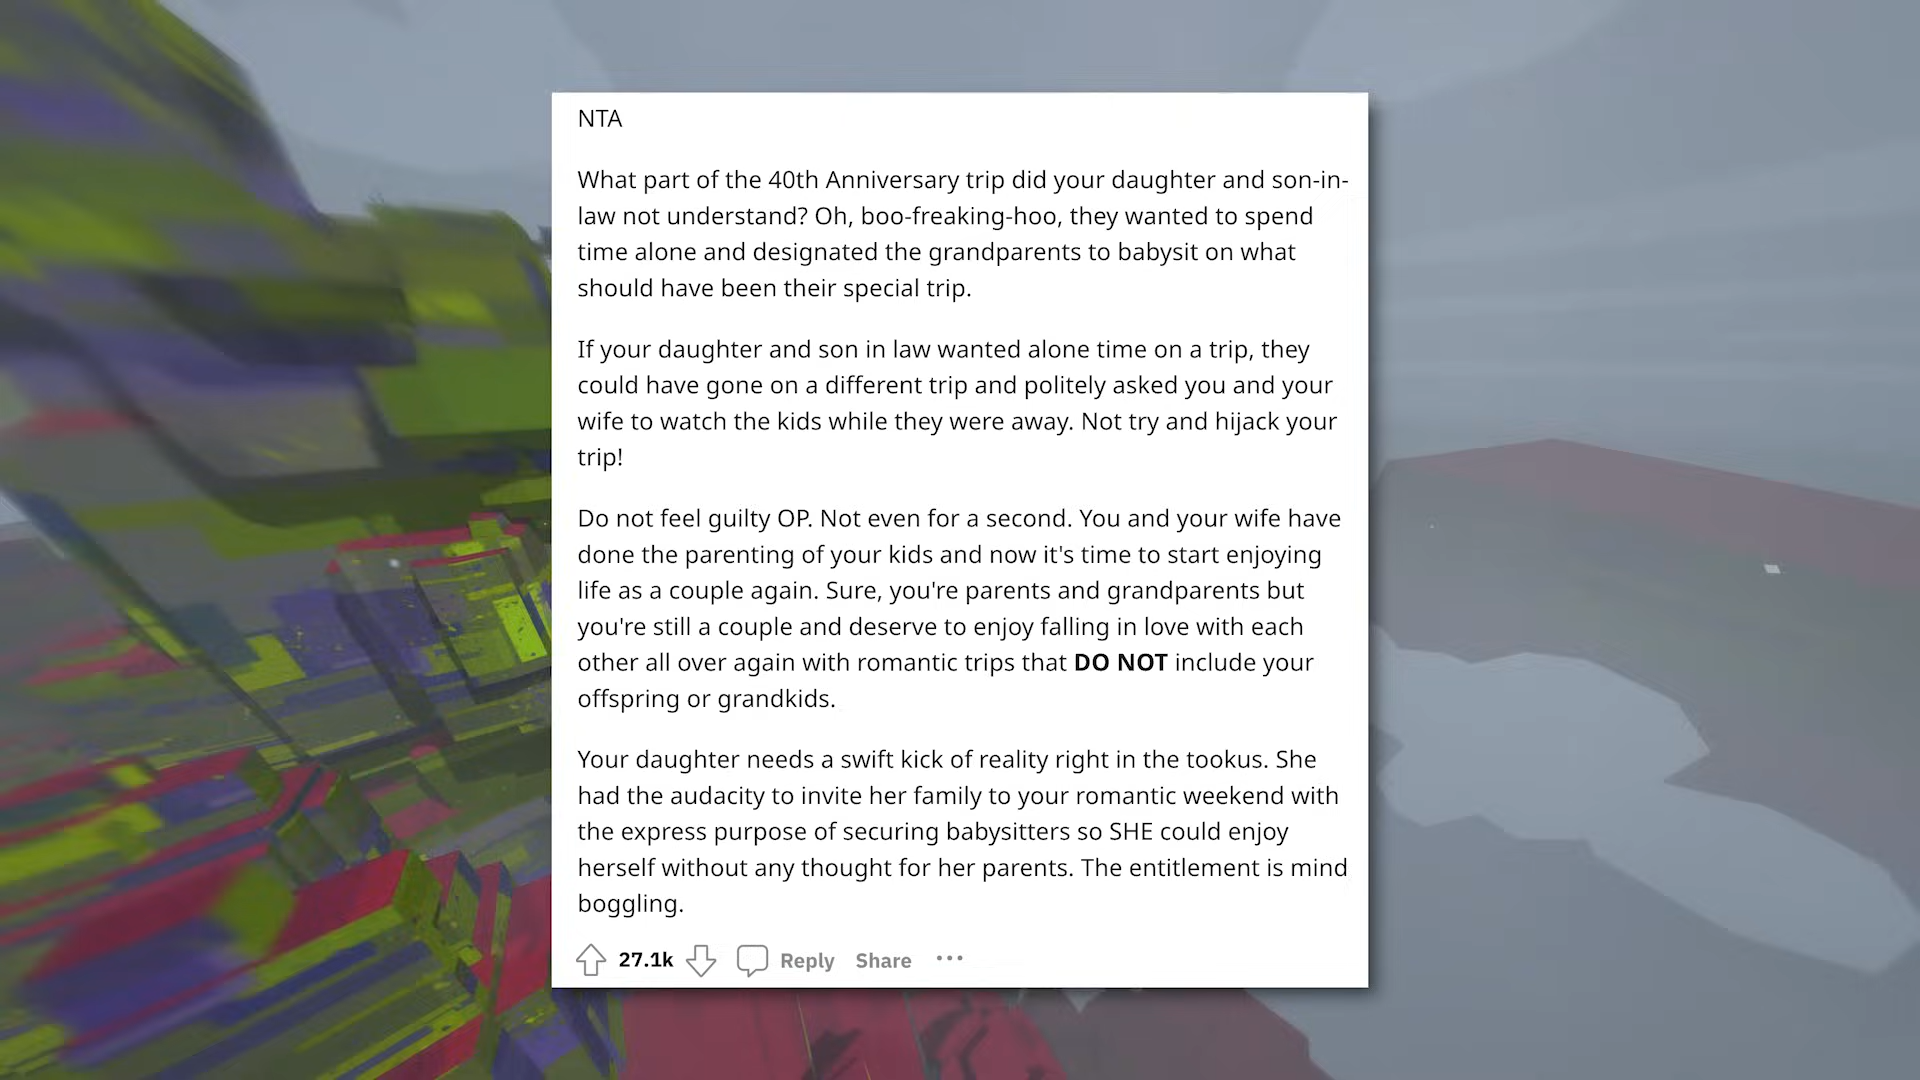 NTA
What part of the 40th Anniversary trip did your daughter and son-in-
law not understand? Oh, boo-freaking-hoo, they wanted to spend
time alone and designated the grandparents to babysit on what
should have been their special trip.
If your daughter and son in law wanted alone time on a trip, they
could have gone on a different trip and politely asked you and your
wife to watch the kids while they were away. Not try and hijack your
trip!
Do not feel guilty OP. Not even for a second. You and your wife have
done the parenting of your kids and now it's time to start enjoying
life as a couple again. Sure, you're parents and grandparents but
you're still a couple and deserve to enjoy falling in love with each
other all over again with romantic trips that DO NOT include your
offspring or grandkids.
Your daughter needs a swift kick of reality right in the tookus. She
had the audacity to invite her family to your romantic weekend with
the express purpose of securing babysitters so SHE could enjoy
herself without any thought for her parents. The entitlement is mind
boggling.
27.1k Reply Share ···